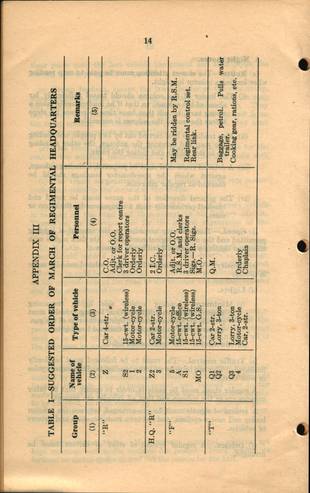 14
APPENDIX III
TABLE I—SUGGESTED ORDER OF MARCH OF REGIMENTAL HEADQUARTERS
Group Name of vehicle Type of vehicle Personnel Remarks
(1) (2) (3) (4) (5)
"R" Z Car 4-str. C.O.
Adjt. or O.O.
Clerk for report centre
S2 15-cwt. (wireless) 3 driver operators
1 Motor-cycle Orderly
2 Motor-cycle Orderly
H.Q. "R" Z2 Car 2-str. 2 I.C.
3 Motor-cycle Orderly
"F" 5 Motor-cycle Adjt. or O.O. May be ridden by R.S.M.
A 15-cwt. office R.S.M. and clerks
S1 15-cwt. (wireless) 3 driver operators Regimental control set.
15-cwt. (wireless) Sigs.—R. Sigs. Rear link.
MO 15-cwt. G.S. M.O.
"T" Q1 Car 2-str. Q.M.
Q2 Lorry, 3-ton Baggage, petrol. Pulls water trailer.
Q3 Lorry, 3-ton Cooking gear, rations, etc.
4 Motor-cycle Orderly
Car, 2-str. Chaplain